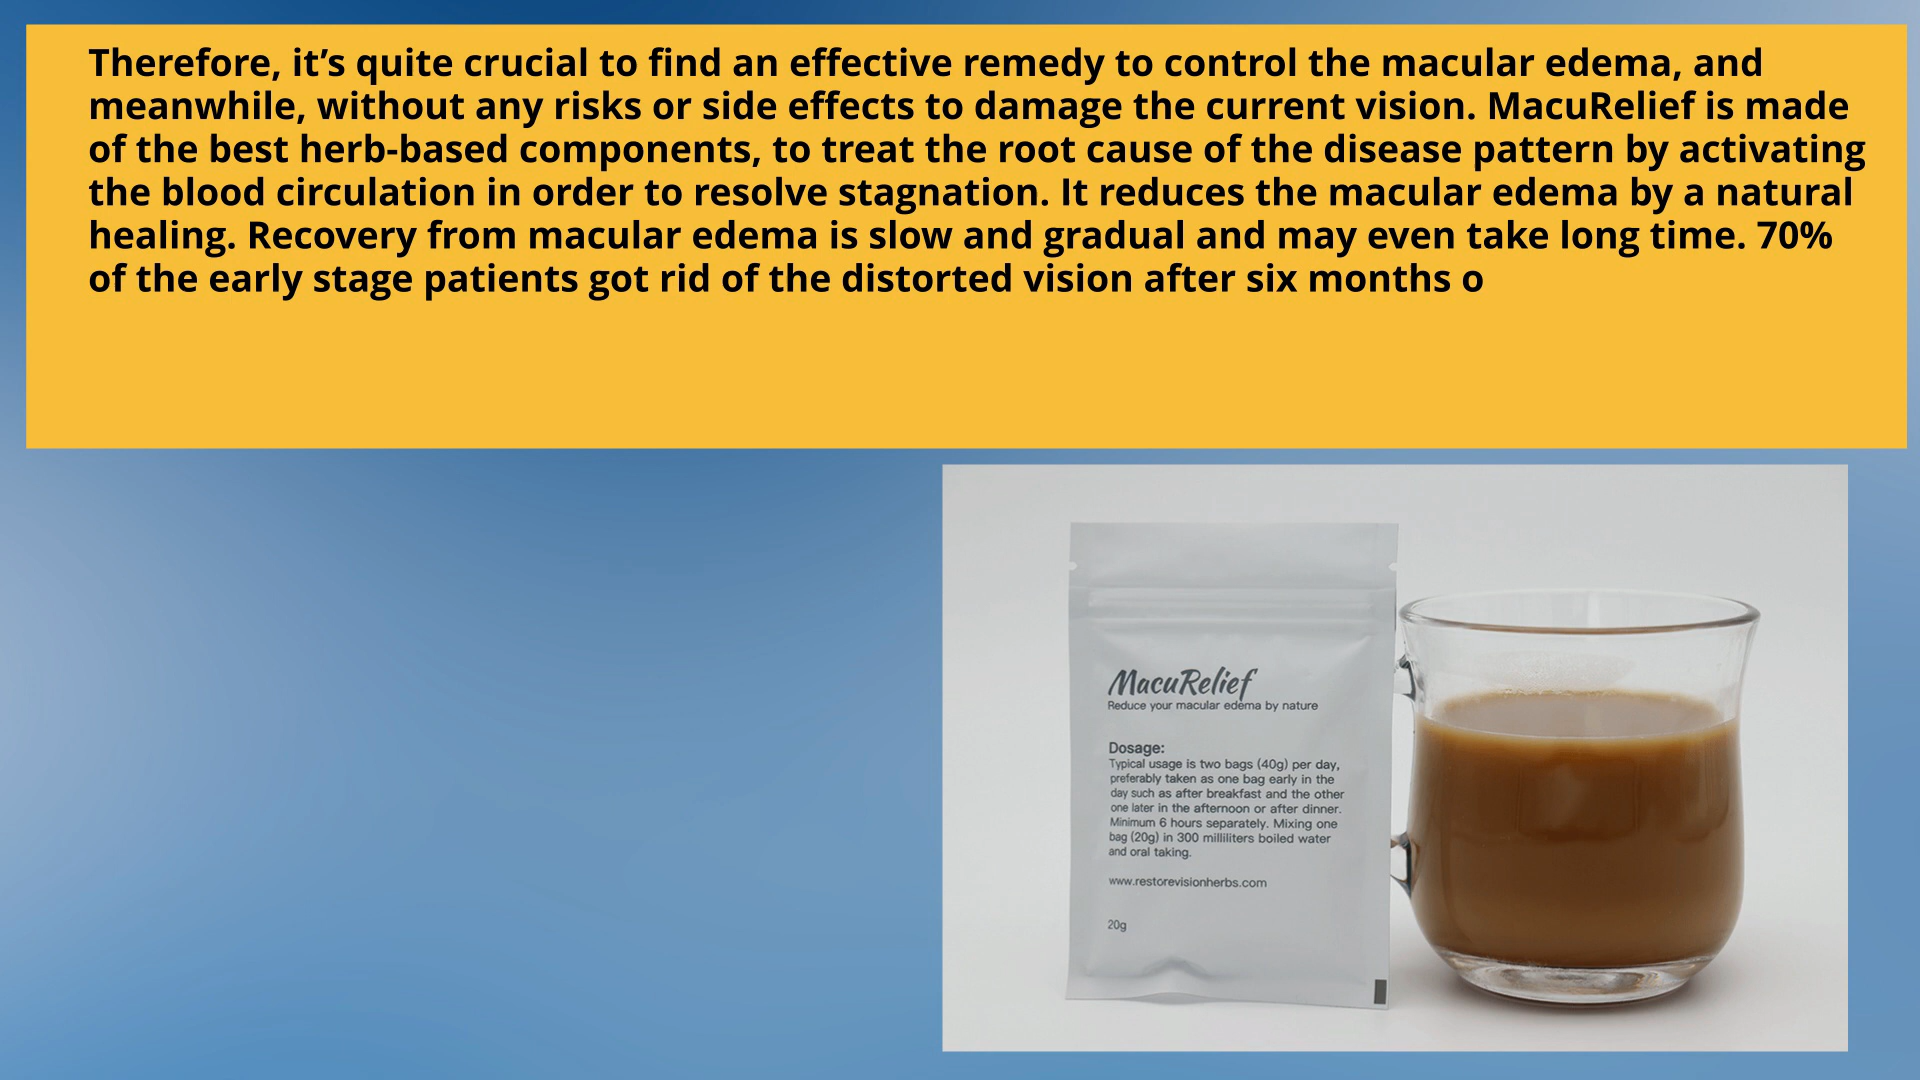 Therefore, it’s quite crucial to find an effective remedy to control the macular edema, and
meanwhile, without any risks or side effects to damage the current vision. MacuRelief is made
of the best herb-based components, to treat the root cause of the disease pattern by activating
the blood circulation in order to resolve stagnation. It reduces the macular edema by a natural
healing. Recovery from macular edema is slow and gradual and may even take long time. 70%
of the early stage patients got rid of the distorted vision after six months o
MacuRelief
Reduce your macular edema by nature
Dosage:
Typical usage is two bags (40g) per day,
preferably taken as one bag early in the
day such as after breakfast and the other
one later in the afternoon or after dinner.
Minimum 6 hours separately. Mixing one
bag (20g) in 300 milliliters boiled water
and oral taking.
www.restorevisionherbs.com
20g